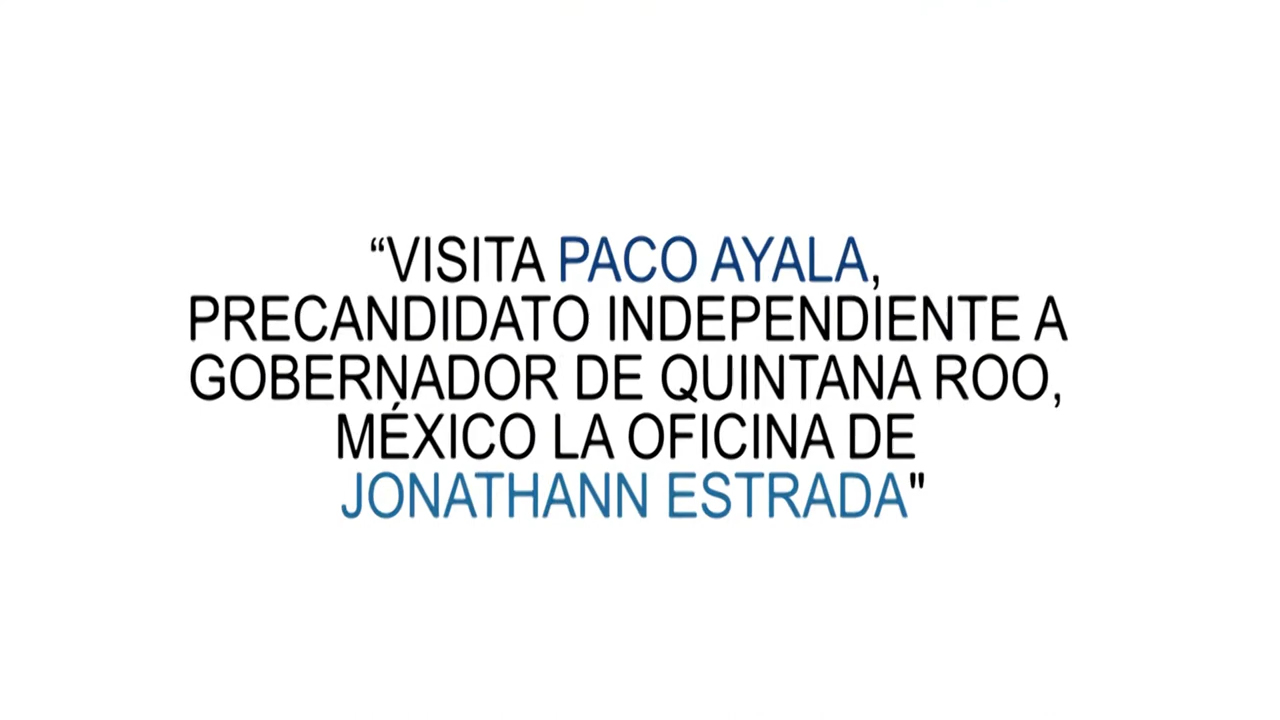 “VISITA PACO AYALA,
PRECANDIDATO INDEPENDIENTE A
GOBERNADOR DE QUINTANA ROO,
MÉXICO LA OFICINA DE
JONATHANN ESTRADA"